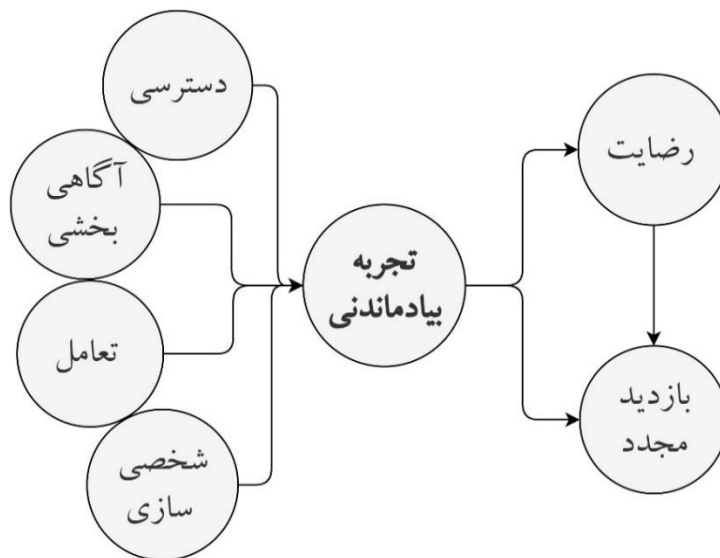 دسترسی
آگاهی
بخشی
تعامل
شخصی
سازی
تجربه
بیادماندنی
رضایت
بازدید
مجدد